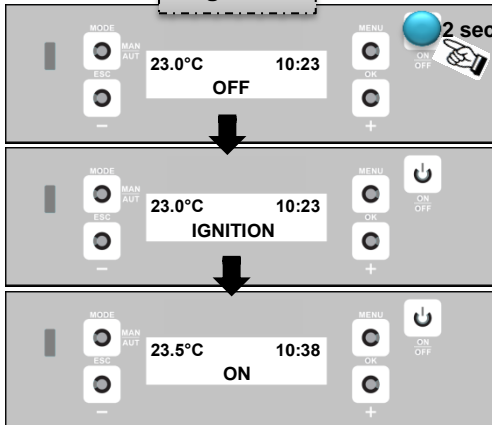 MODE MENU 2 sec
MAN
AUT
23.0°C 10:23
ON
OFF
ESC OK
OFF
− +
MODE MENU
MAN
AUT
23.0°C 10:23
ON
OFF
ESC OK
IGNITION
− +
MODE MENU
MAN
AUT
23.5°C 10:38
ON
OFF
ESC OK
ON
− +